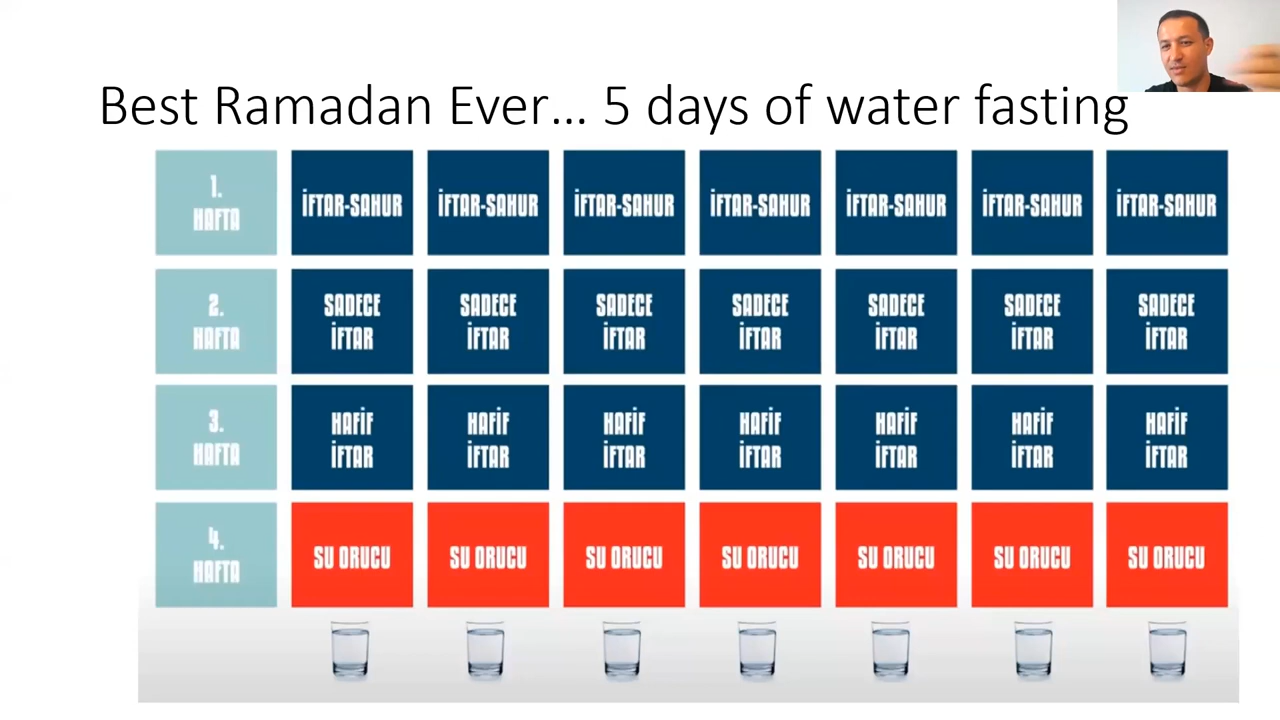 Best Ramadan Ever... 5 days of water fasting
1.
HAFTA
İFTAR-SAHUR
İFTAR-SAHUR
İFTAR-SAHUR
İFTAR-SAHUR
İFTAR-SAHUR
İFTAR-SAHUR
İFTAR-SAHUR
2.
HAFTA
SADECE
İFTAR
SADECE
İFTAR
SADECE
İFTAR
SADECE
İFTAR
SADECE
İFTAR
SADECE
İFTAR
SADECE
İFTAR
3.
HAFTA
HAFİF
İFTAR
HAFİF
İFTAR
HAFİF
İFTAR
HAFİF
İFTAR
HAFİF
İFTAR
HAFİF
İFTAR
HAFİF
İFTAR
4.
HAFTA
SU ORUCU
SU ORUCU
SU ORUCU
SU ORUCU
SU ORUCU
SU ORUCU
SU ORUCU